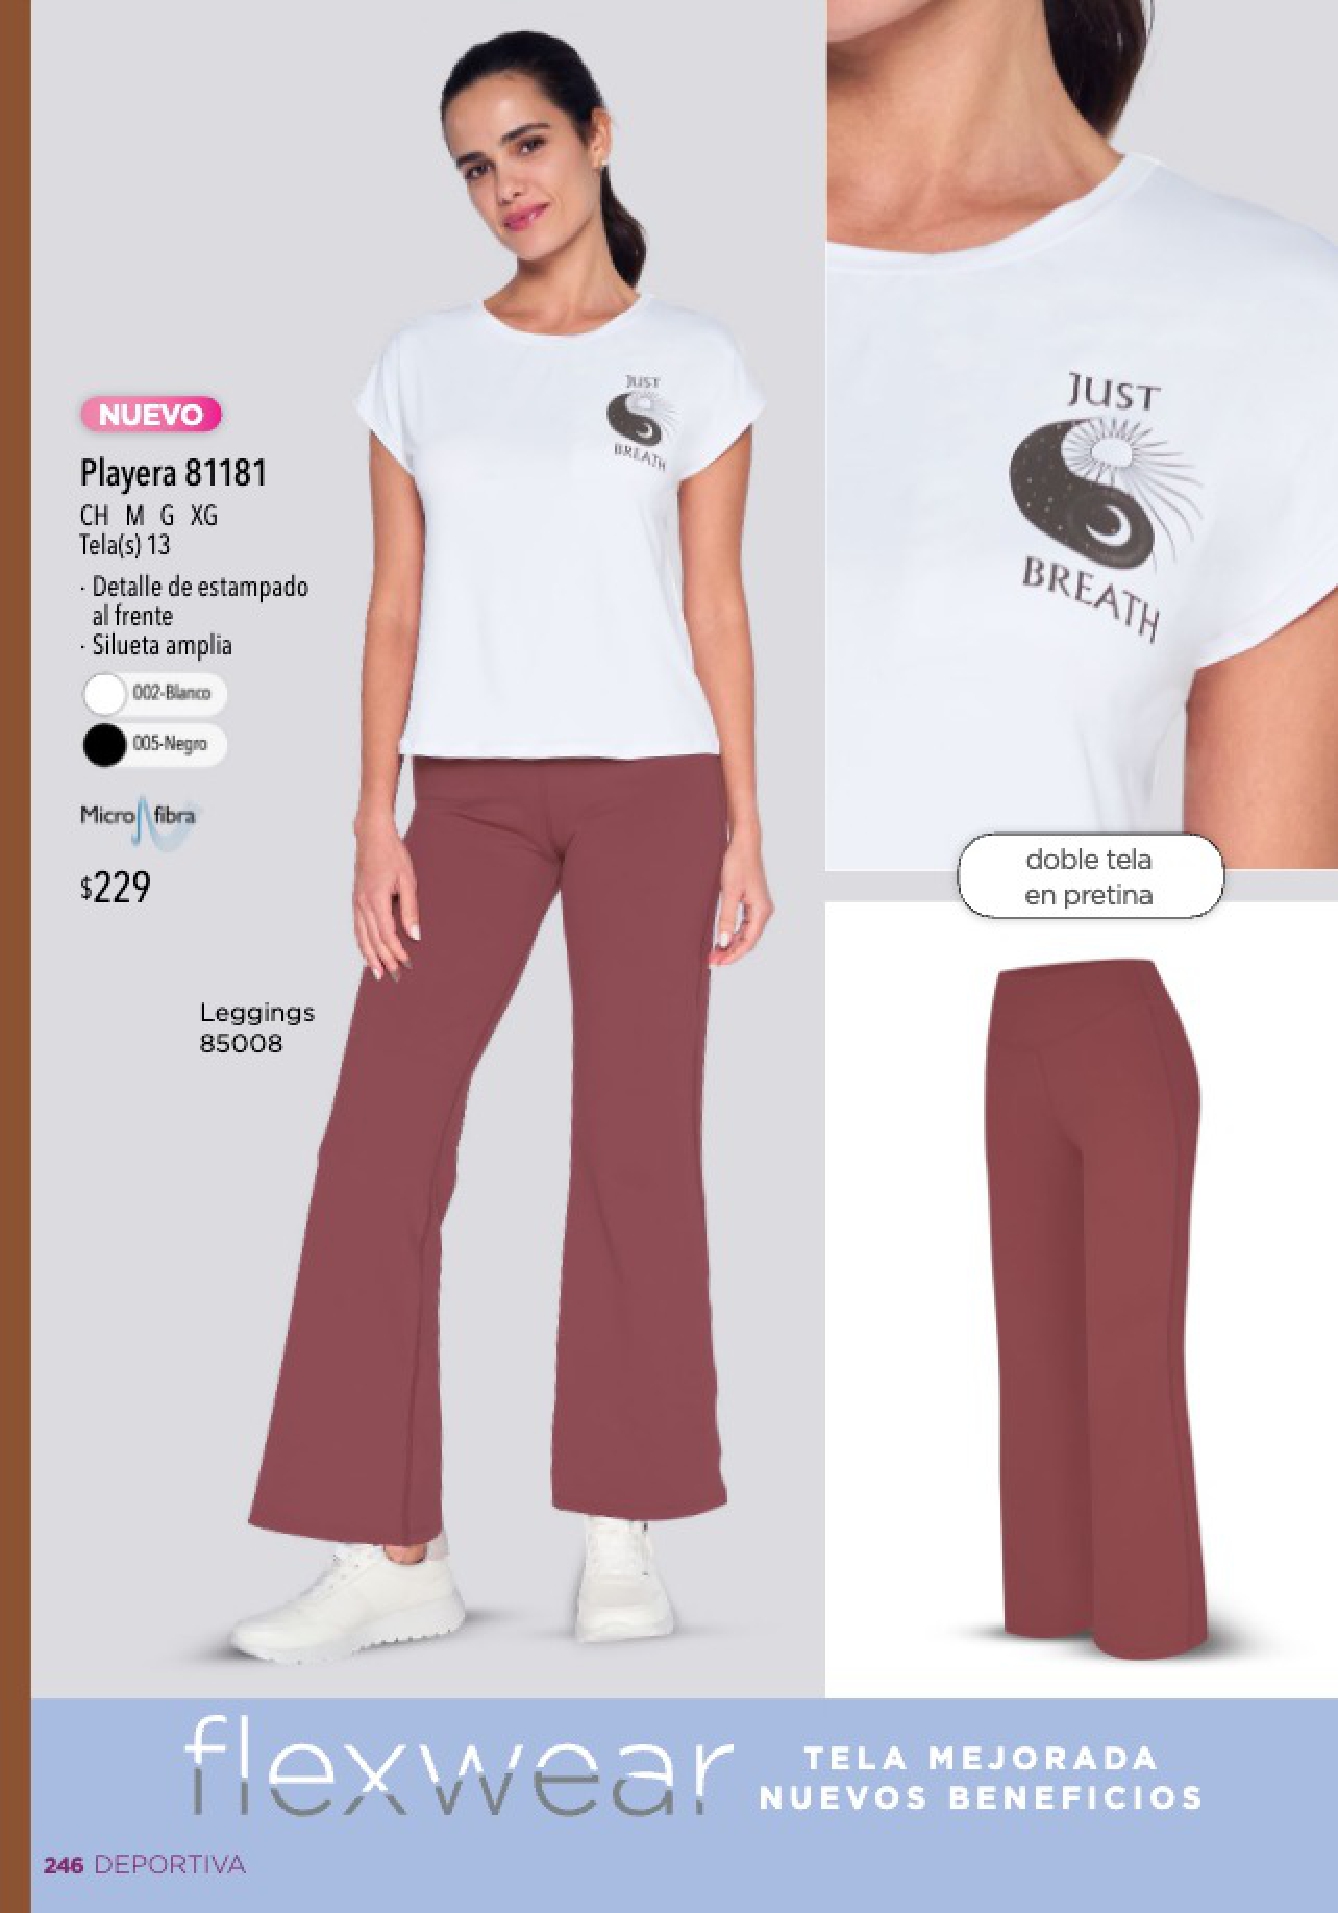 NUEVO
Playera 81181
CH M G XG
Tela(s) 13
· Detalle de estampado
al frente
· Silueta amplia
002-Blanco
005-Negro
Micro fibra
$229
Leggings
85008
JUST
BREATH
JUST
BREATH
doble tela
en pretina
flexwear
TELA MEJORADA
NUEVOS BENEFICIOS
246 DEPORTIVA